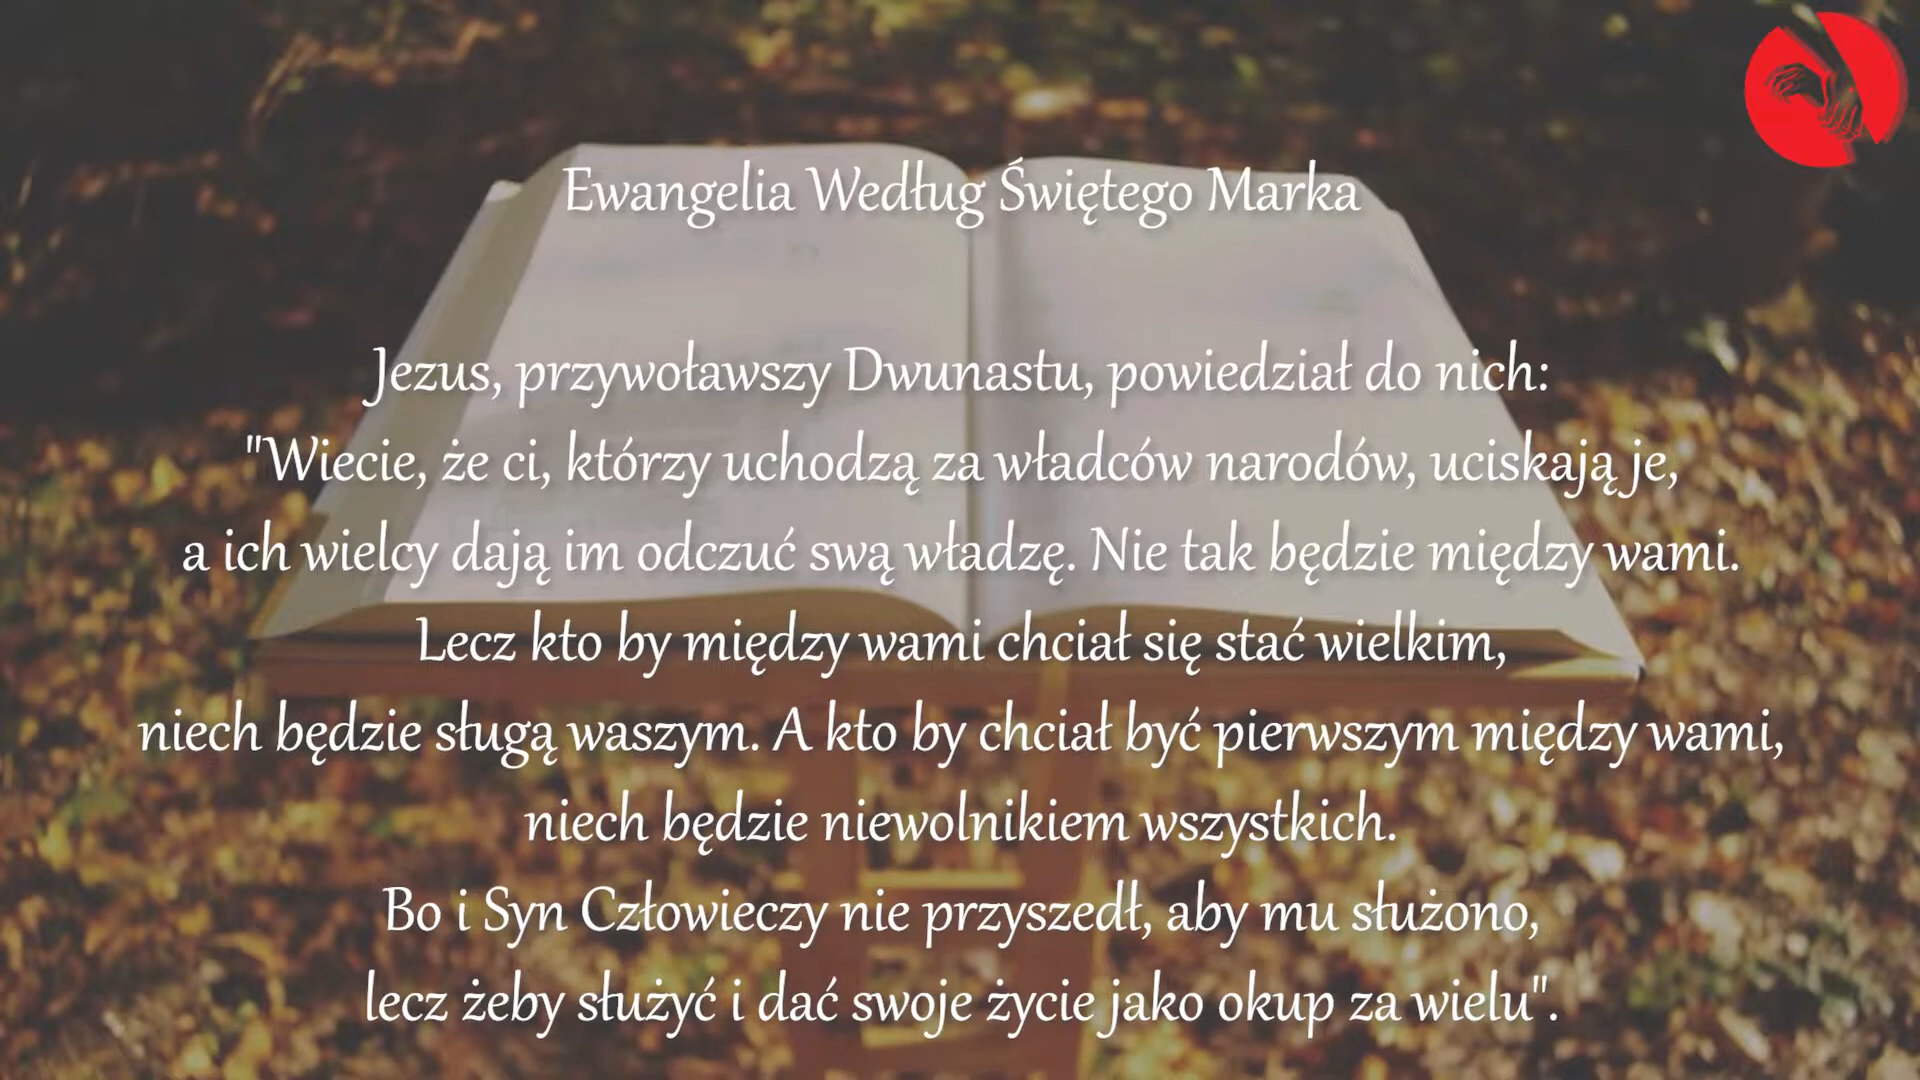 Ewangelia Według Świętego Marka
Jezus, przywoławszy Dwunastu, powiedział do nich:
"Wiecie, że ci, którzy uchodzą za władców narodów, uciskają je,
a ich wielcy dają im odczuć swą władzę. Nie tak będzie między wami.
Lecz kto by między wami chciał się stać wielkim,
niech będzie sługą waszym. A kto by chciał być pierwszym między wami,
niech będzie niewolnikiem wszystkich.
Bo i Syn Człowieczy nie przyszedł, aby mu służono,
lecz żeby służyć i dać swoje życie jako okup za wielu".